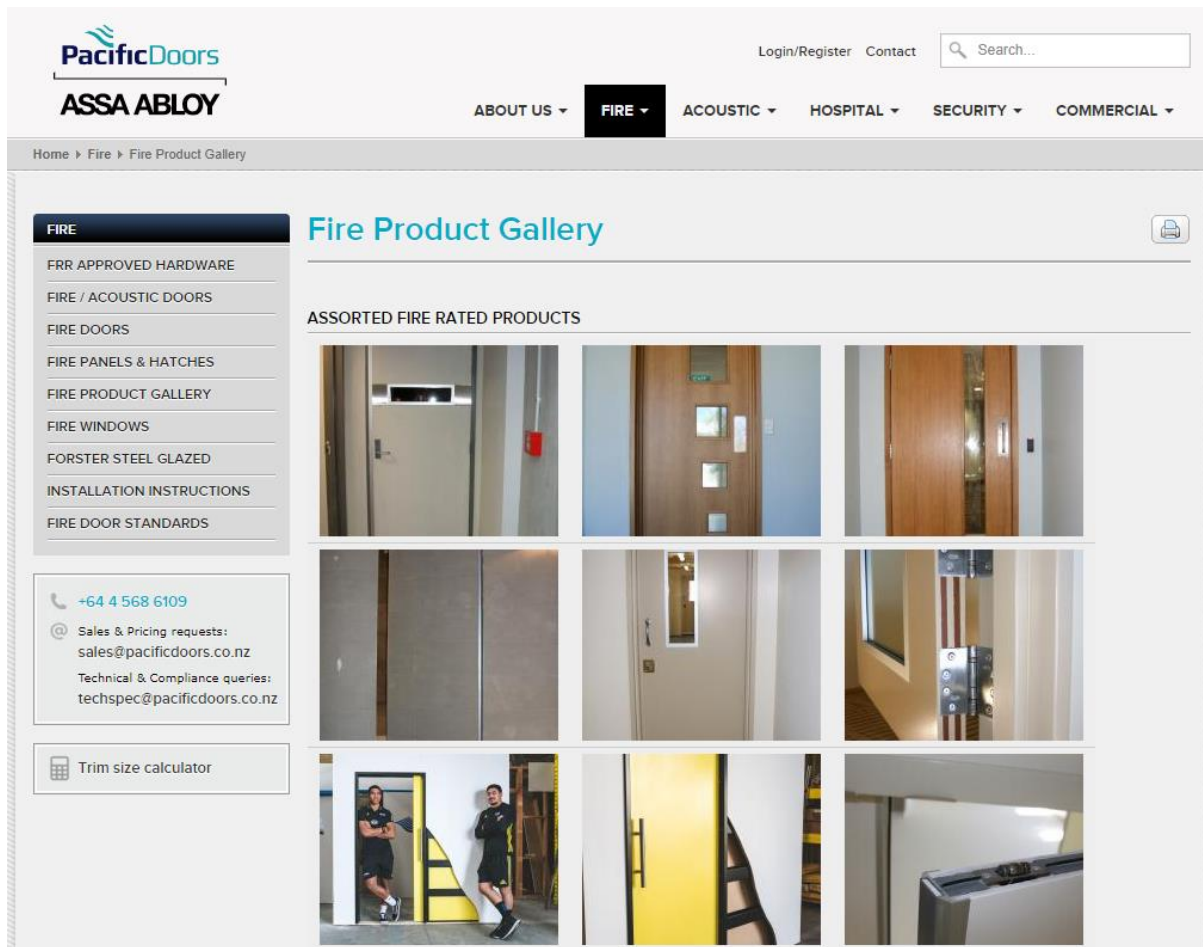 PacificDoors
ASSA ABLOY
Login/Register Contact Search...
ABOUT US FIRE ACOUSTIC HOSPITAL SECURITY COMMERCIAL
Home Fire Fire Product Gallery
FIRE
FRR APPROVED HARDWARE
FIRE / ACOUSTIC DOORS
FIRE DOORS
FIRE PANELS & HATCHES
FIRE PRODUCT GALLERY
FIRE WINDOWS
FORSTER STEEL GLAZED
INSTALLATION INSTRUCTIONS
FIRE DOOR STANDARDS
+64 4 568 6109
@ Sales & Pricing requests:
sales@pacificdoors.co.nz
Technical & Compliance queries:
techspec@pacificdoors.co.nz
Trim size calculator
Fire Product Gallery
ASSORTED FIRE RATED PRODUCTS